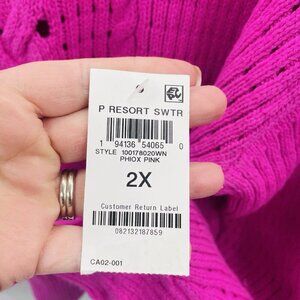 P RESORT SWTR
1 94136 54065 0
STYLE 100178020WN
PHIOX PINK
2X
Customer Return Label
082132187859
CA02-001